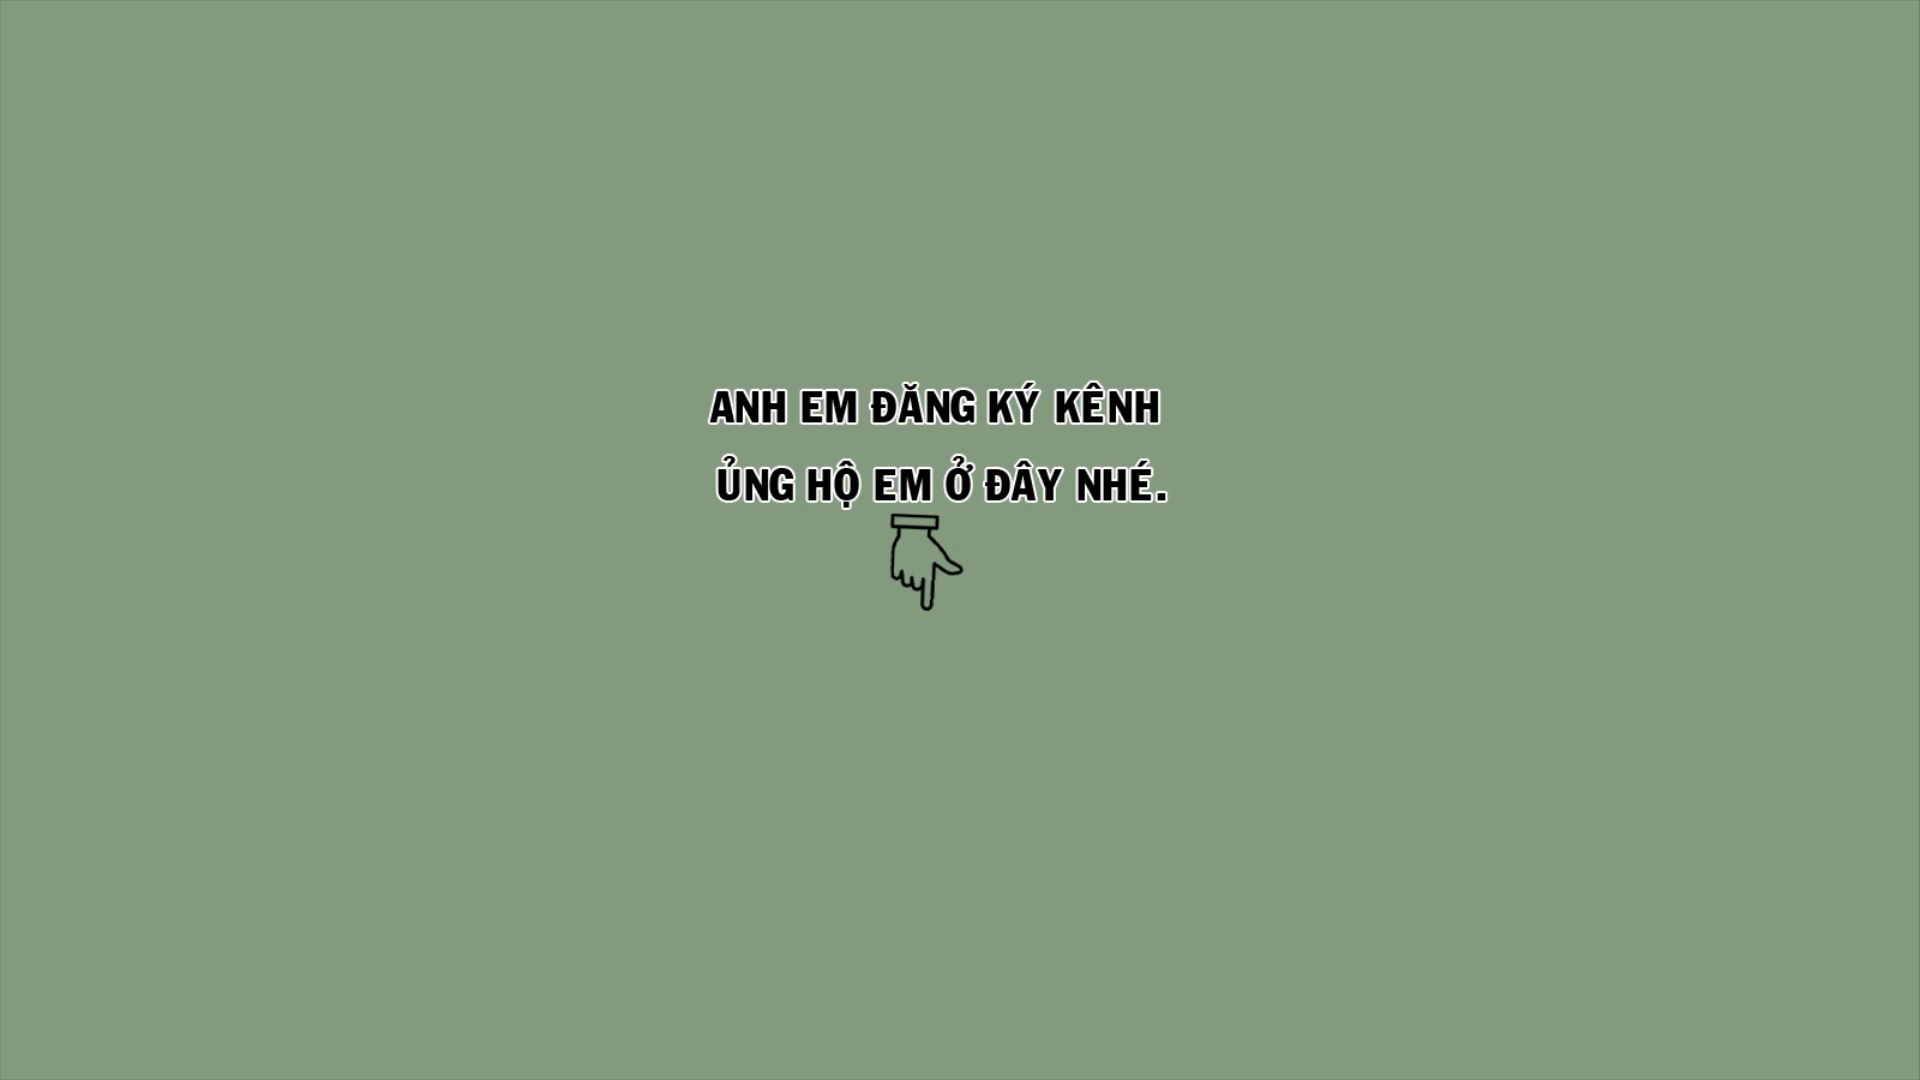 ANH EM ĐĂNG KÝ KÊNH
ỦNG HỘ EM Ở ĐÂY NHÉ.